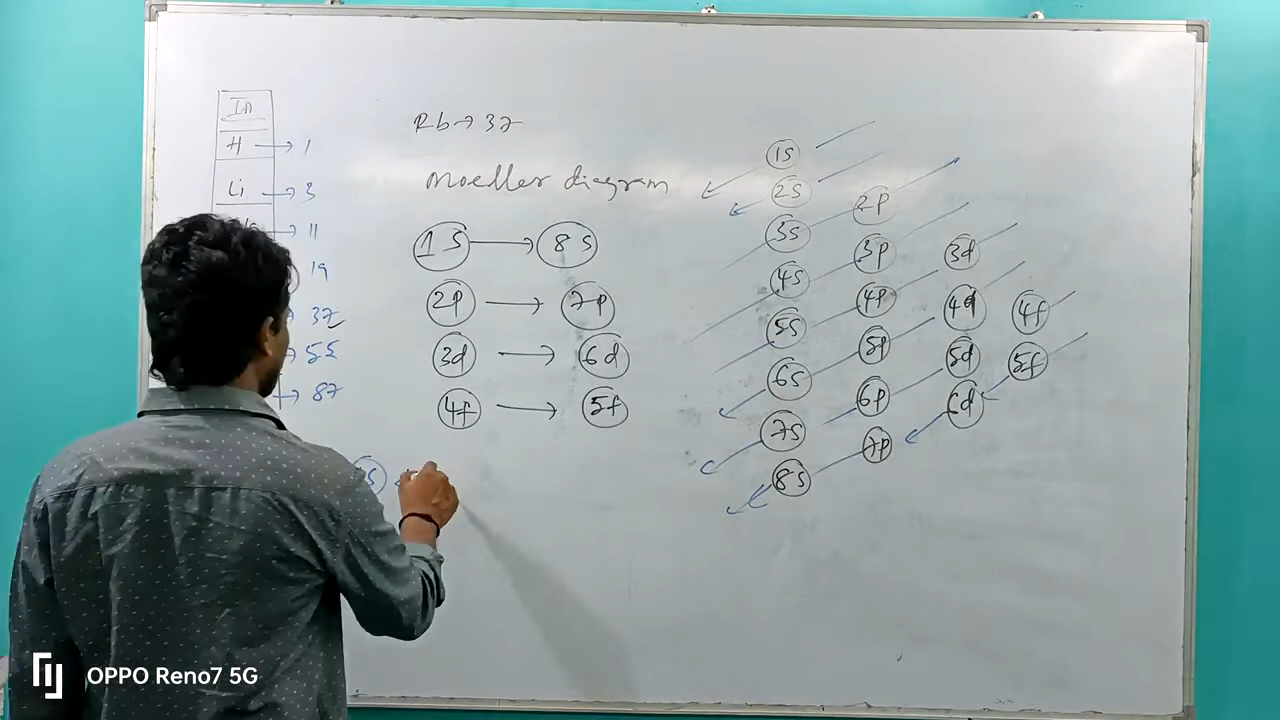 IA
H → 1
Li → 3
11
19
37
55
87
Rb → 37
moeller diagram
1S → 8S
2p → 7p
3d → 6d
4f → 5f
S
1S
2S 2p
3S 3p 3d
4S 4p 4d 4f
5S 5p 5d 5f
6S 6p 6d
7S 7p
8S
OPPO Reno7 5G